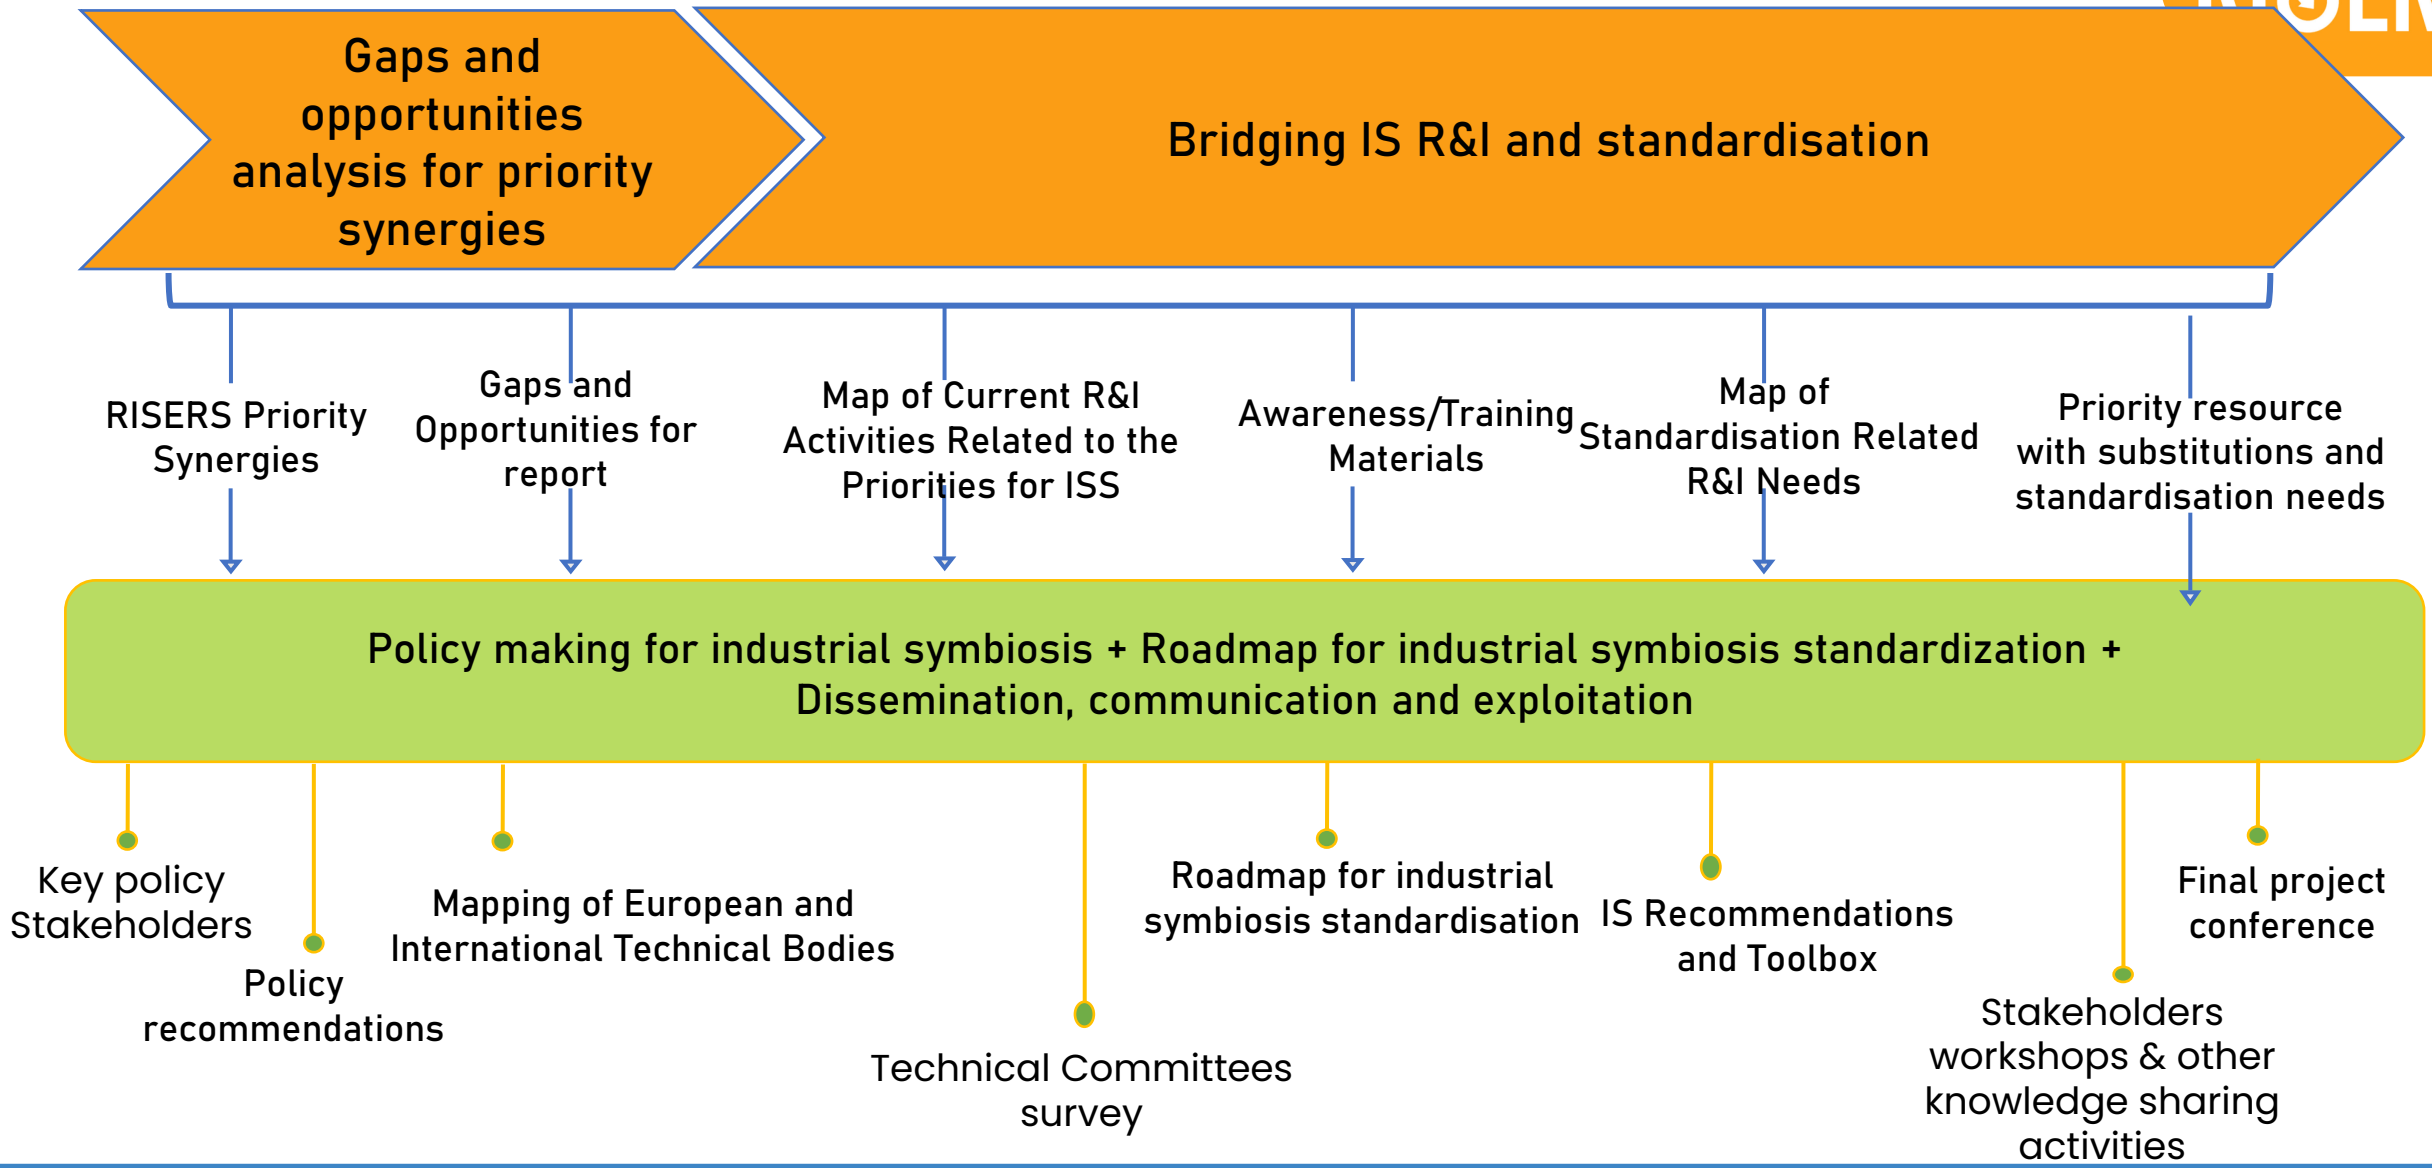 Gaps and
opportunities
analysis for priority
synergies
Bridging IS R&I and standardisation
RISERS Priority
Synergies
Gaps and
Opportunities for
report
Map of Current R&I
Activities Related to the
Priorities for ISS
Awareness/Training
Materials
Map of
Standardisation Related
R&I Needs
Priority resource
with substitutions and
standardisation needs
Policy making for industrial symbiosis + Roadmap for industrial symbiosis standardization +
Dissemination, communication and exploitation
Key policy
Stakeholders
Policy
recommendations
Mapping of European and
International Technical Bodies
Technical Committees
survey
Roadmap for industrial
symbiosis standardisation
IS Recommendations
and Toolbox
Stakeholders
workshops & other
knowledge sharing
activities
Final project
conference